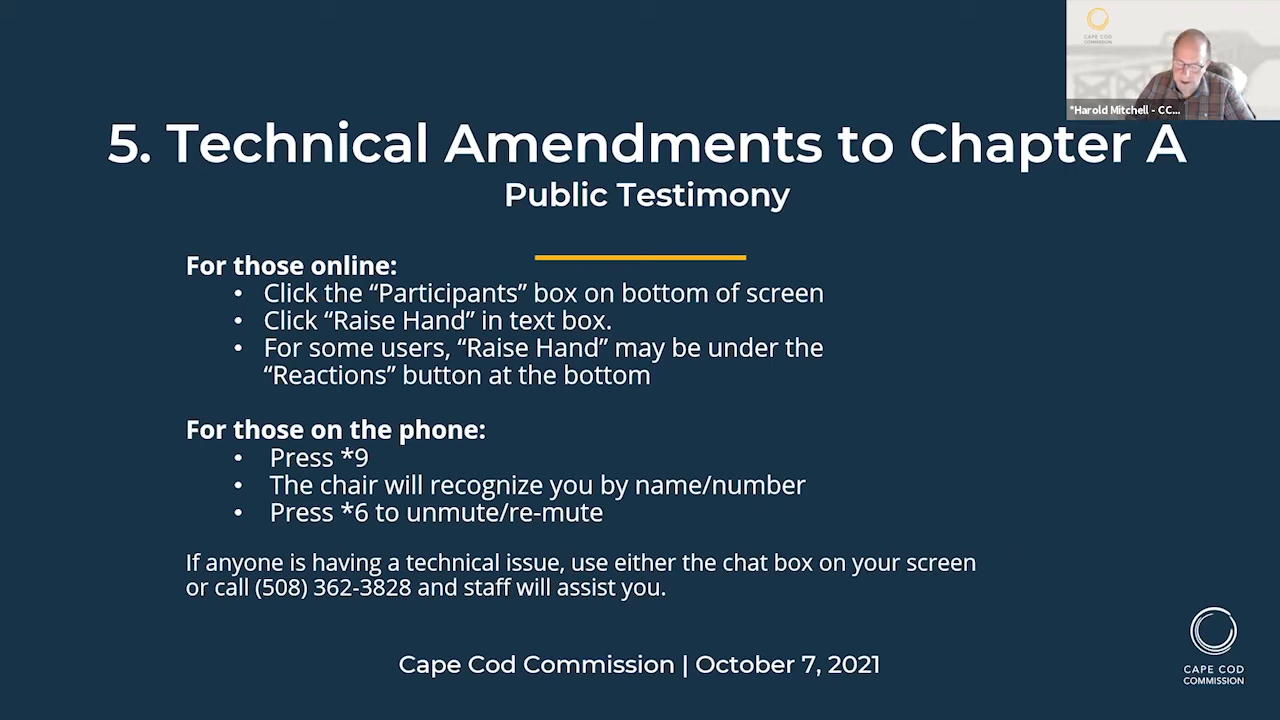 CAPE COD
COMMISSION
*Harold Mitchell - CC...
5. Technical Amendments to Chapter A
Public Testimony
For those online:
• Click the “Participants” box on bottom of screen
• Click “Raise Hand” in text box.
• For some users, “Raise Hand” may be under the
“Reactions” button at the bottom
For those on the phone:
• Press *9
• The chair will recognize you by name/number
• Press *6 to unmute/re-mute
If anyone is having a technical issue, use either the chat box on your screen
or call (508) 362-3828 and staff will assist you.
Cape Cod Commission | October 7, 2021
CAPE COD
COMMISSION